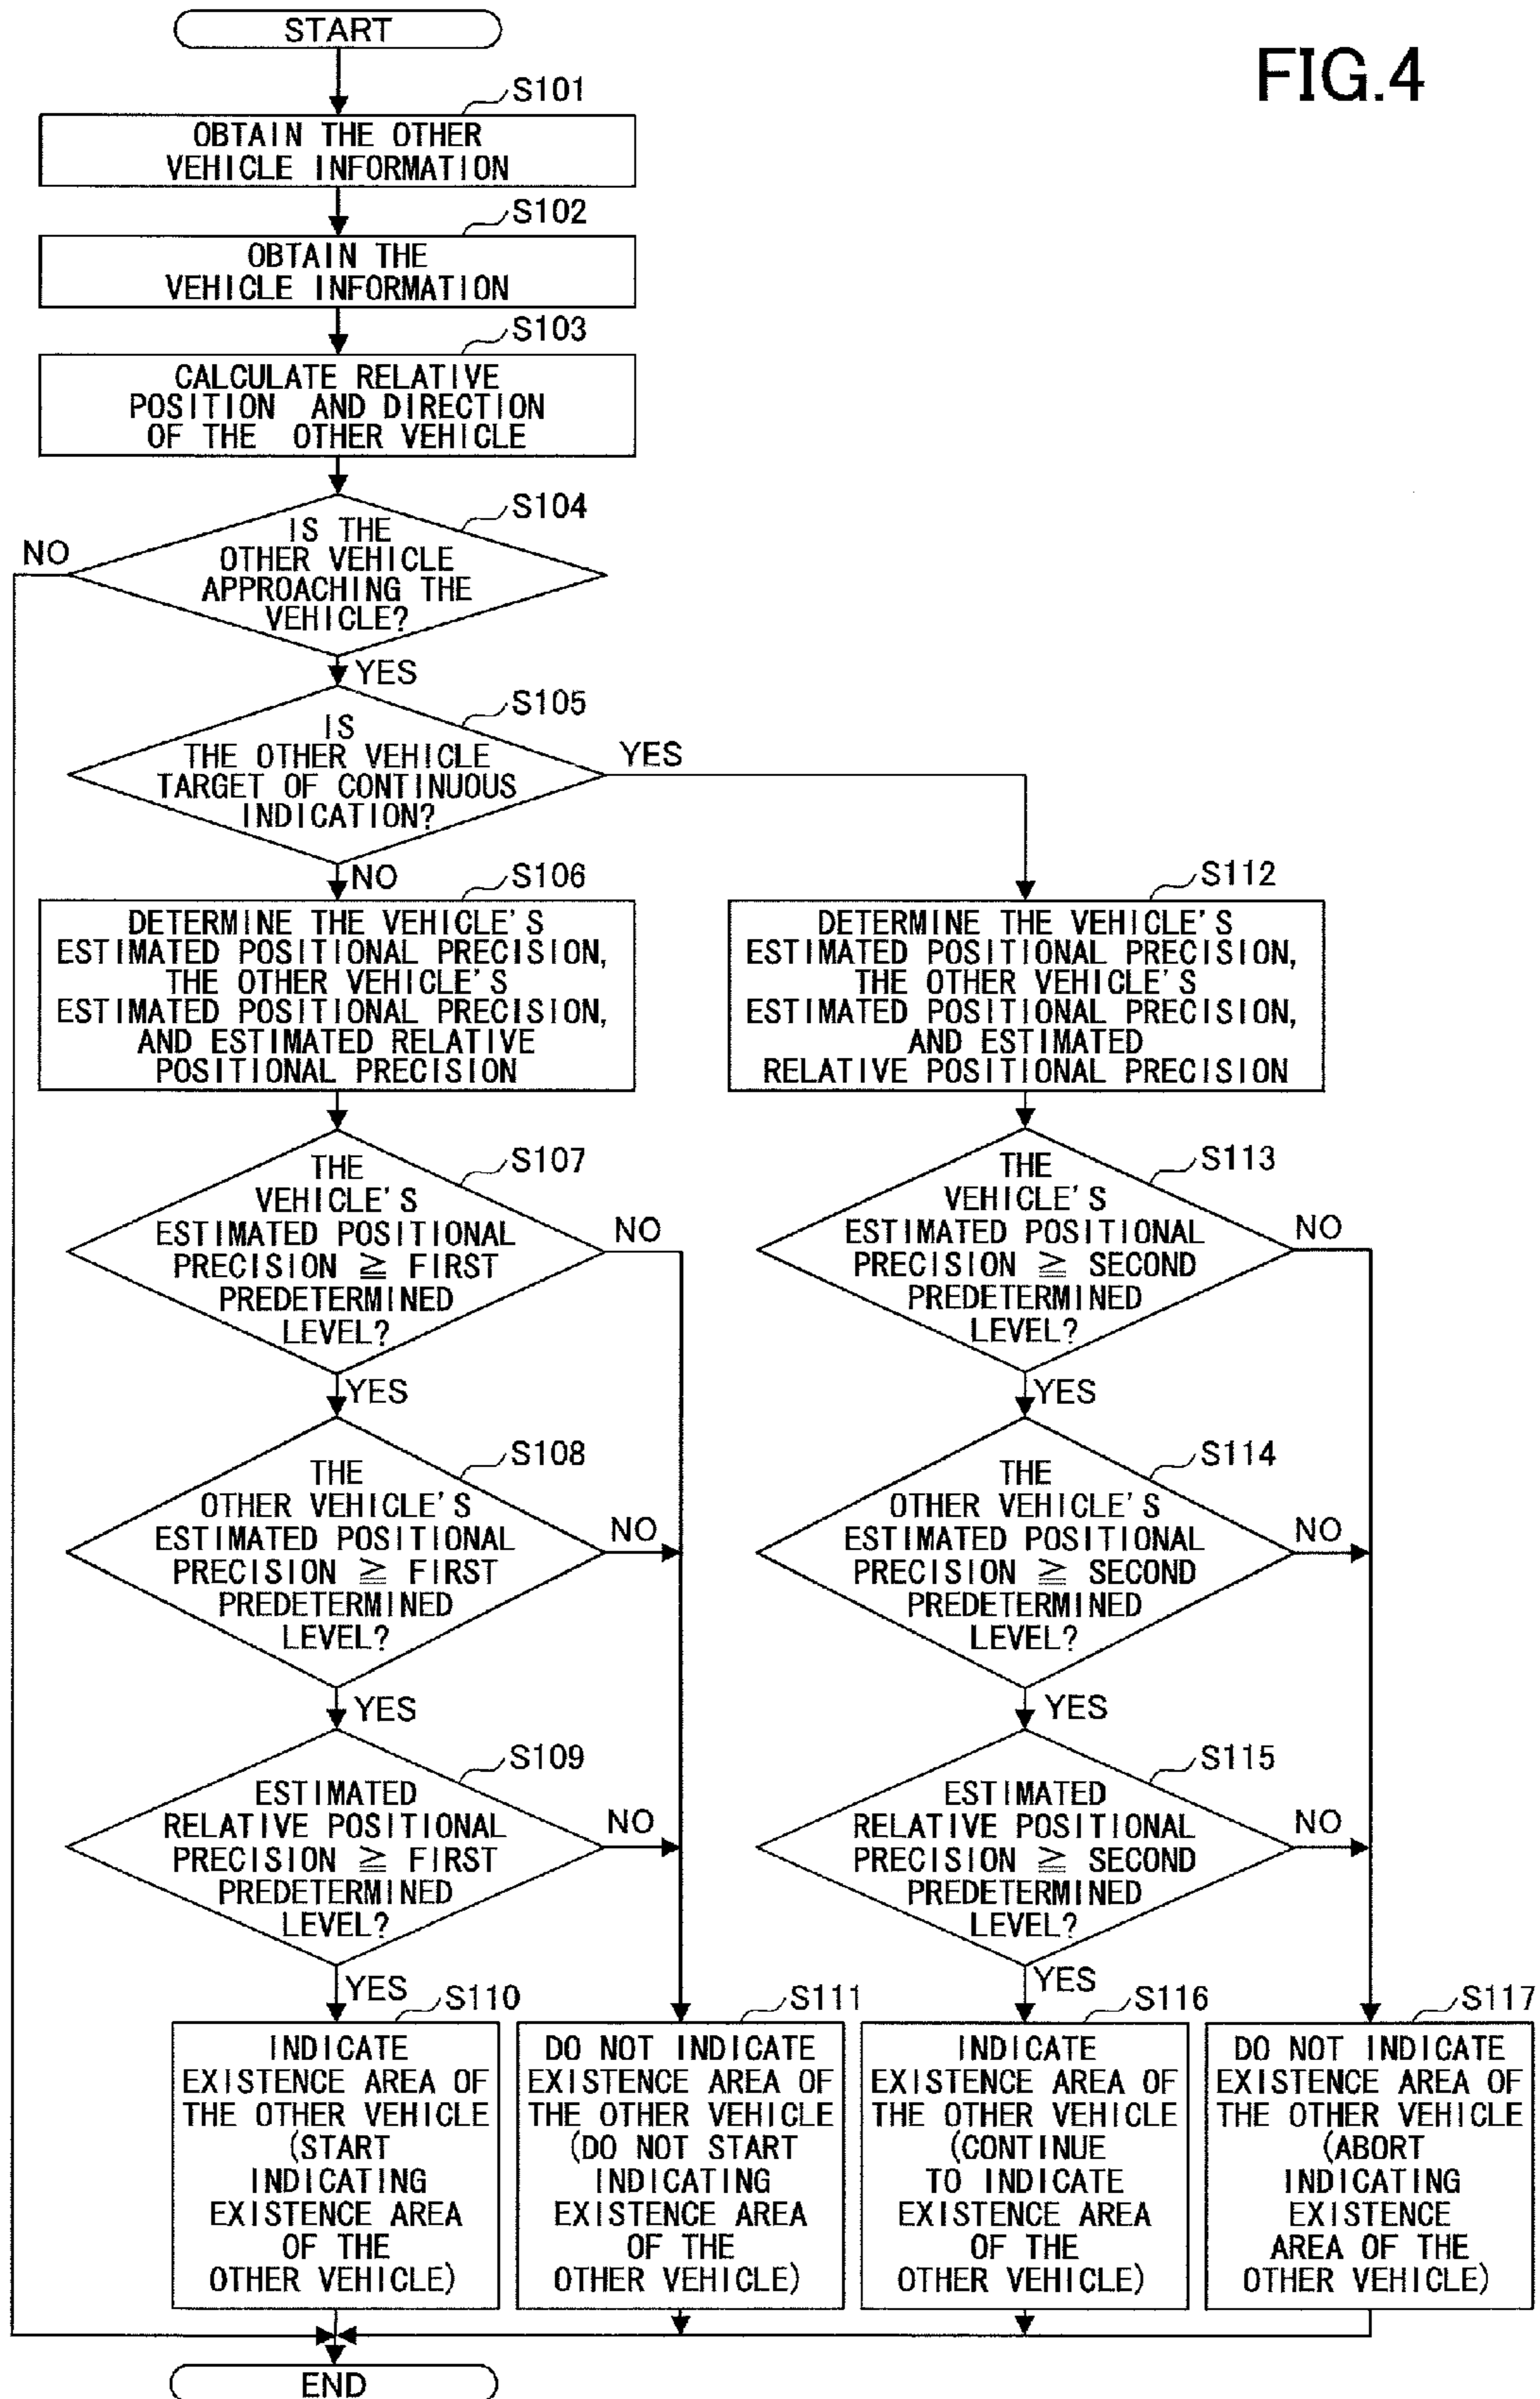 START
FIG.4
S101
OBTAIN THE OTHER
VEHICLE INFORMATION
S102
OBTAIN THE
VEHICLE INFORMATION
S103
CALCULATE RELATIVE
POSITION AND DIRECTION
OF THE OTHER VEHICLE
S104
IS THE
OTHER VEHICLE
APPROACHING THE
VEHICLE?
NO
YES
S105
IS
THE OTHER VEHICLE
TARGET OF CONTINUOUS
INDICATION?
YES
NO
S106
DETERMINE THE VEHICLE'S
ESTIMATED POSITIONAL PRECISION,
THE OTHER VEHICLE'S
ESTIMATED POSITIONAL PRECISION,
AND ESTIMATED RELATIVE
POSITIONAL PRECISION
S107
THE
VEHICLE'S
ESTIMATED POSITIONAL
PRECISION ≧ FIRST
PREDETERMINED
LEVEL?
NO
YES
S108
THE
OTHER VEHICLE'S
ESTIMATED POSITIONAL
PRECISION ≧ FIRST
PREDETERMINED
LEVEL?
NO
YES
S109
ESTIMATED
RELATIVE POSITIONAL
PRECISION ≧ FIRST
PREDETERMINED
LEVEL?
NO
YES
S110
INDICATE
EXISTENCE AREA OF
THE OTHER VEHICLE
(START
INDICATING
EXISTENCE AREA
OF THE
OTHER VEHICLE)
S111
DO NOT INDICATE
EXISTENCE AREA OF
THE OTHER VEHICLE
(DO NOT START
INDICATING
EXISTENCE AREA
OF THE
OTHER VEHICLE)
S112
DETERMINE THE VEHICLE'S
ESTIMATED POSITIONAL PRECISION,
THE OTHER VEHICLE'S
ESTIMATED POSITIONAL PRECISION,
AND ESTIMATED
RELATIVE POSITIONAL PRECISION
S113
THE
VEHICLE'S
ESTIMATED POSITIONAL
PRECISION ≧ SECOND
PREDETERMINED
LEVEL?
NO
YES
S114
THE
OTHER VEHICLE'S
ESTIMATED POSITIONAL
PRECISION ≧ SECOND
PREDETERMINED
LEVEL?
NO
YES
S115
ESTIMATED
RELATIVE POSITIONAL
PRECISION ≧ SECOND
PREDETERMINED
LEVEL?
NO
YES
S116
INDICATE
EXISTENCE AREA OF
THE OTHER VEHICLE
(CONTINUE
TO INDICATE
EXISTENCE AREA
OF THE
OTHER VEHICLE)
S117
DO NOT INDICATE
EXISTENCE AREA OF
THE OTHER VEHICLE
(ABORT
INDICATING
EXISTENCE
AREA OF THE
OTHER VEHICLE)
END